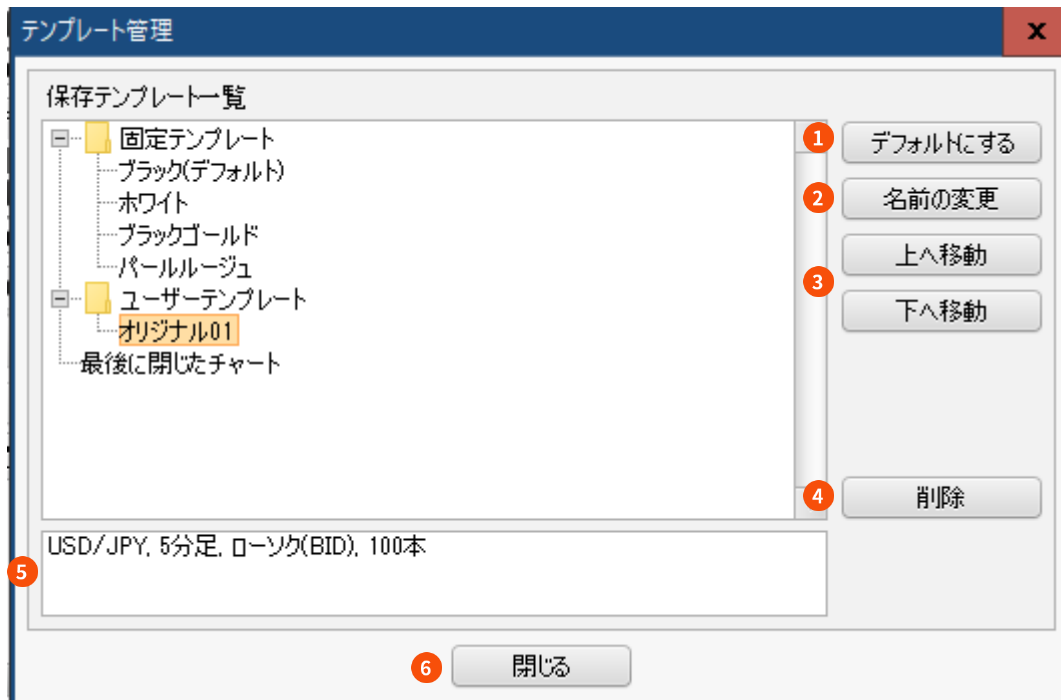 テンプレート管理
x
保存テンプレート一覧
固定テンプレート
1 デフォルトにする
ブラック(デフォルト)
ホワイト
2 名前の変更
ブラックゴールド
上へ移動
パールルージュ
3
ユーザーテンプレート
下へ移動
オリジナル01
最後に閉じたチャート
4 削除
USD/JPY, 5分足, ローソク(BID), 100本
5
6 閉じる